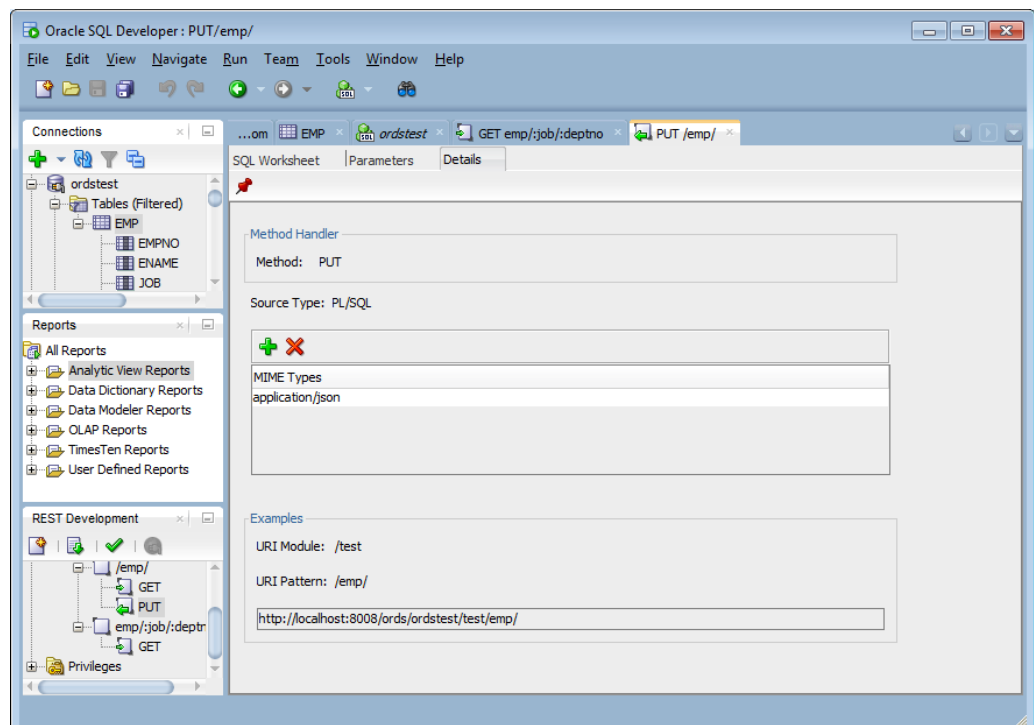 Oracle SQL Developer : PUT/emp/
File Edit View Navigate Run Team Tools Window Help
SQL
Connections
...om EMP ordstest GET emp/:job/:deptno PUT /emp/
SQL Worksheet Parameters Details
ordstest
Tables (Filtered)
EMP
EMPNO
ENAME
JOB
Method Handler
Method: PUT
Source Type: PL/SQL
MIME Types
application/json
Reports
All Reports
Analytic View Reports
Data Dictionary Reports
Data Modeler Reports
OLAP Reports
TimesTen Reports
User Defined Reports
REST Development
/emp/
GET
PUT
emp/:job/:deptr
GET
Privileges
Examples
URI Module: /test
URI Pattern: /emp/
http://localhost:8008/ords/ordstest/test/emp/